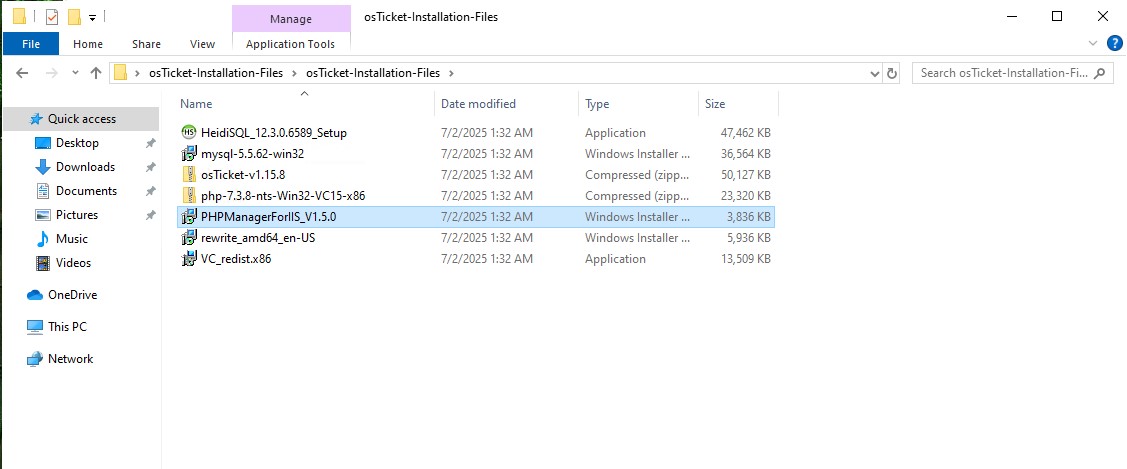 Manage
osTicket-Installation-Files
File
Home
Share
View
Application Tools
osTicket-Installation-Files
osTicket-Installation-Files
Search osTicket-Installation-Fi...
Name
Date modified
Type
Size
Quick access
Desktop
Downloads
Documents
Pictures
Music
Videos
OneDrive
This PC
Network
HS HeidiSQL_12.3.0.6589_Setup 7/2/2025 1:32 AM Application 47,462 KB
mysql-5.5.62-win32 7/2/2025 1:32 AM Windows Installer ... 36,564 KB
osTicket-v1.15.8 7/2/2025 1:32 AM Compressed (zipp... 50,127 KB
php-7.3.8-nts-Win32-VC15-x86 7/2/2025 1:32 AM Compressed (zipp... 23,320 KB
PHPManagerForIIS_V1.5.0 7/2/2025 1:32 AM Windows Installer ... 3,836 KB
rewrite_amd64_en-US 7/2/2025 1:32 AM Windows Installer ... 5,936 KB
VC_redist.x86 7/2/2025 1:32 AM Application 13,509 KB